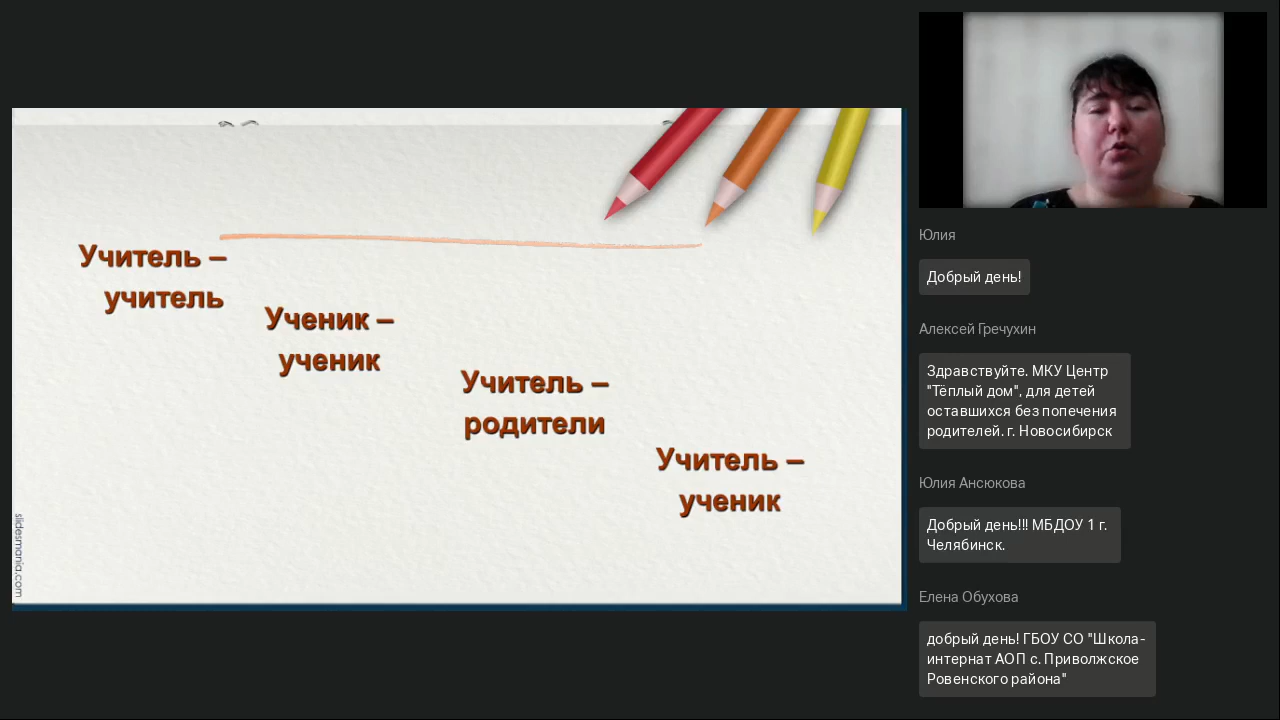 Учитель –
учитель
Ученик –
ученик
Учитель –
родители
Учитель –
ученик
slidesmania.com
Юлия
Добрый день!
Алексей Гречухин
Здравствуйте. МКУ Центр
"Тёплый дом", для детей
оставшихся без попечения
родителей. г. Новосибирск
Юлия Ансюкова
Добрый день!!! МБДОУ 1 г.
Челябинск.
Елена Обухова
добрый день! ГБОУ СО "Школа-
интернат АОП с. Приволжское
Ровенского района"